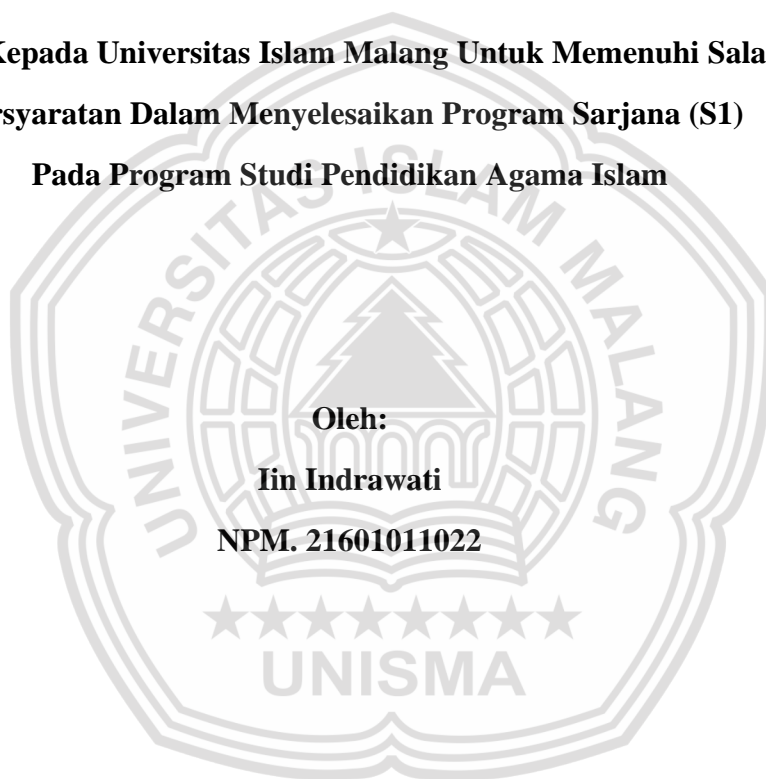 Kepada Universitas Islam Malang Untuk Memenuhi Sala
rsyaratan Dalam Menyelesaikan Program Sarjana (S1)
Pada Program Studi Pendidikan Agama Islam
UNIVERSITAS ISLAM MALANG
Oleh:
Iin Indrawati
NPM. 21601011022
UNISMA